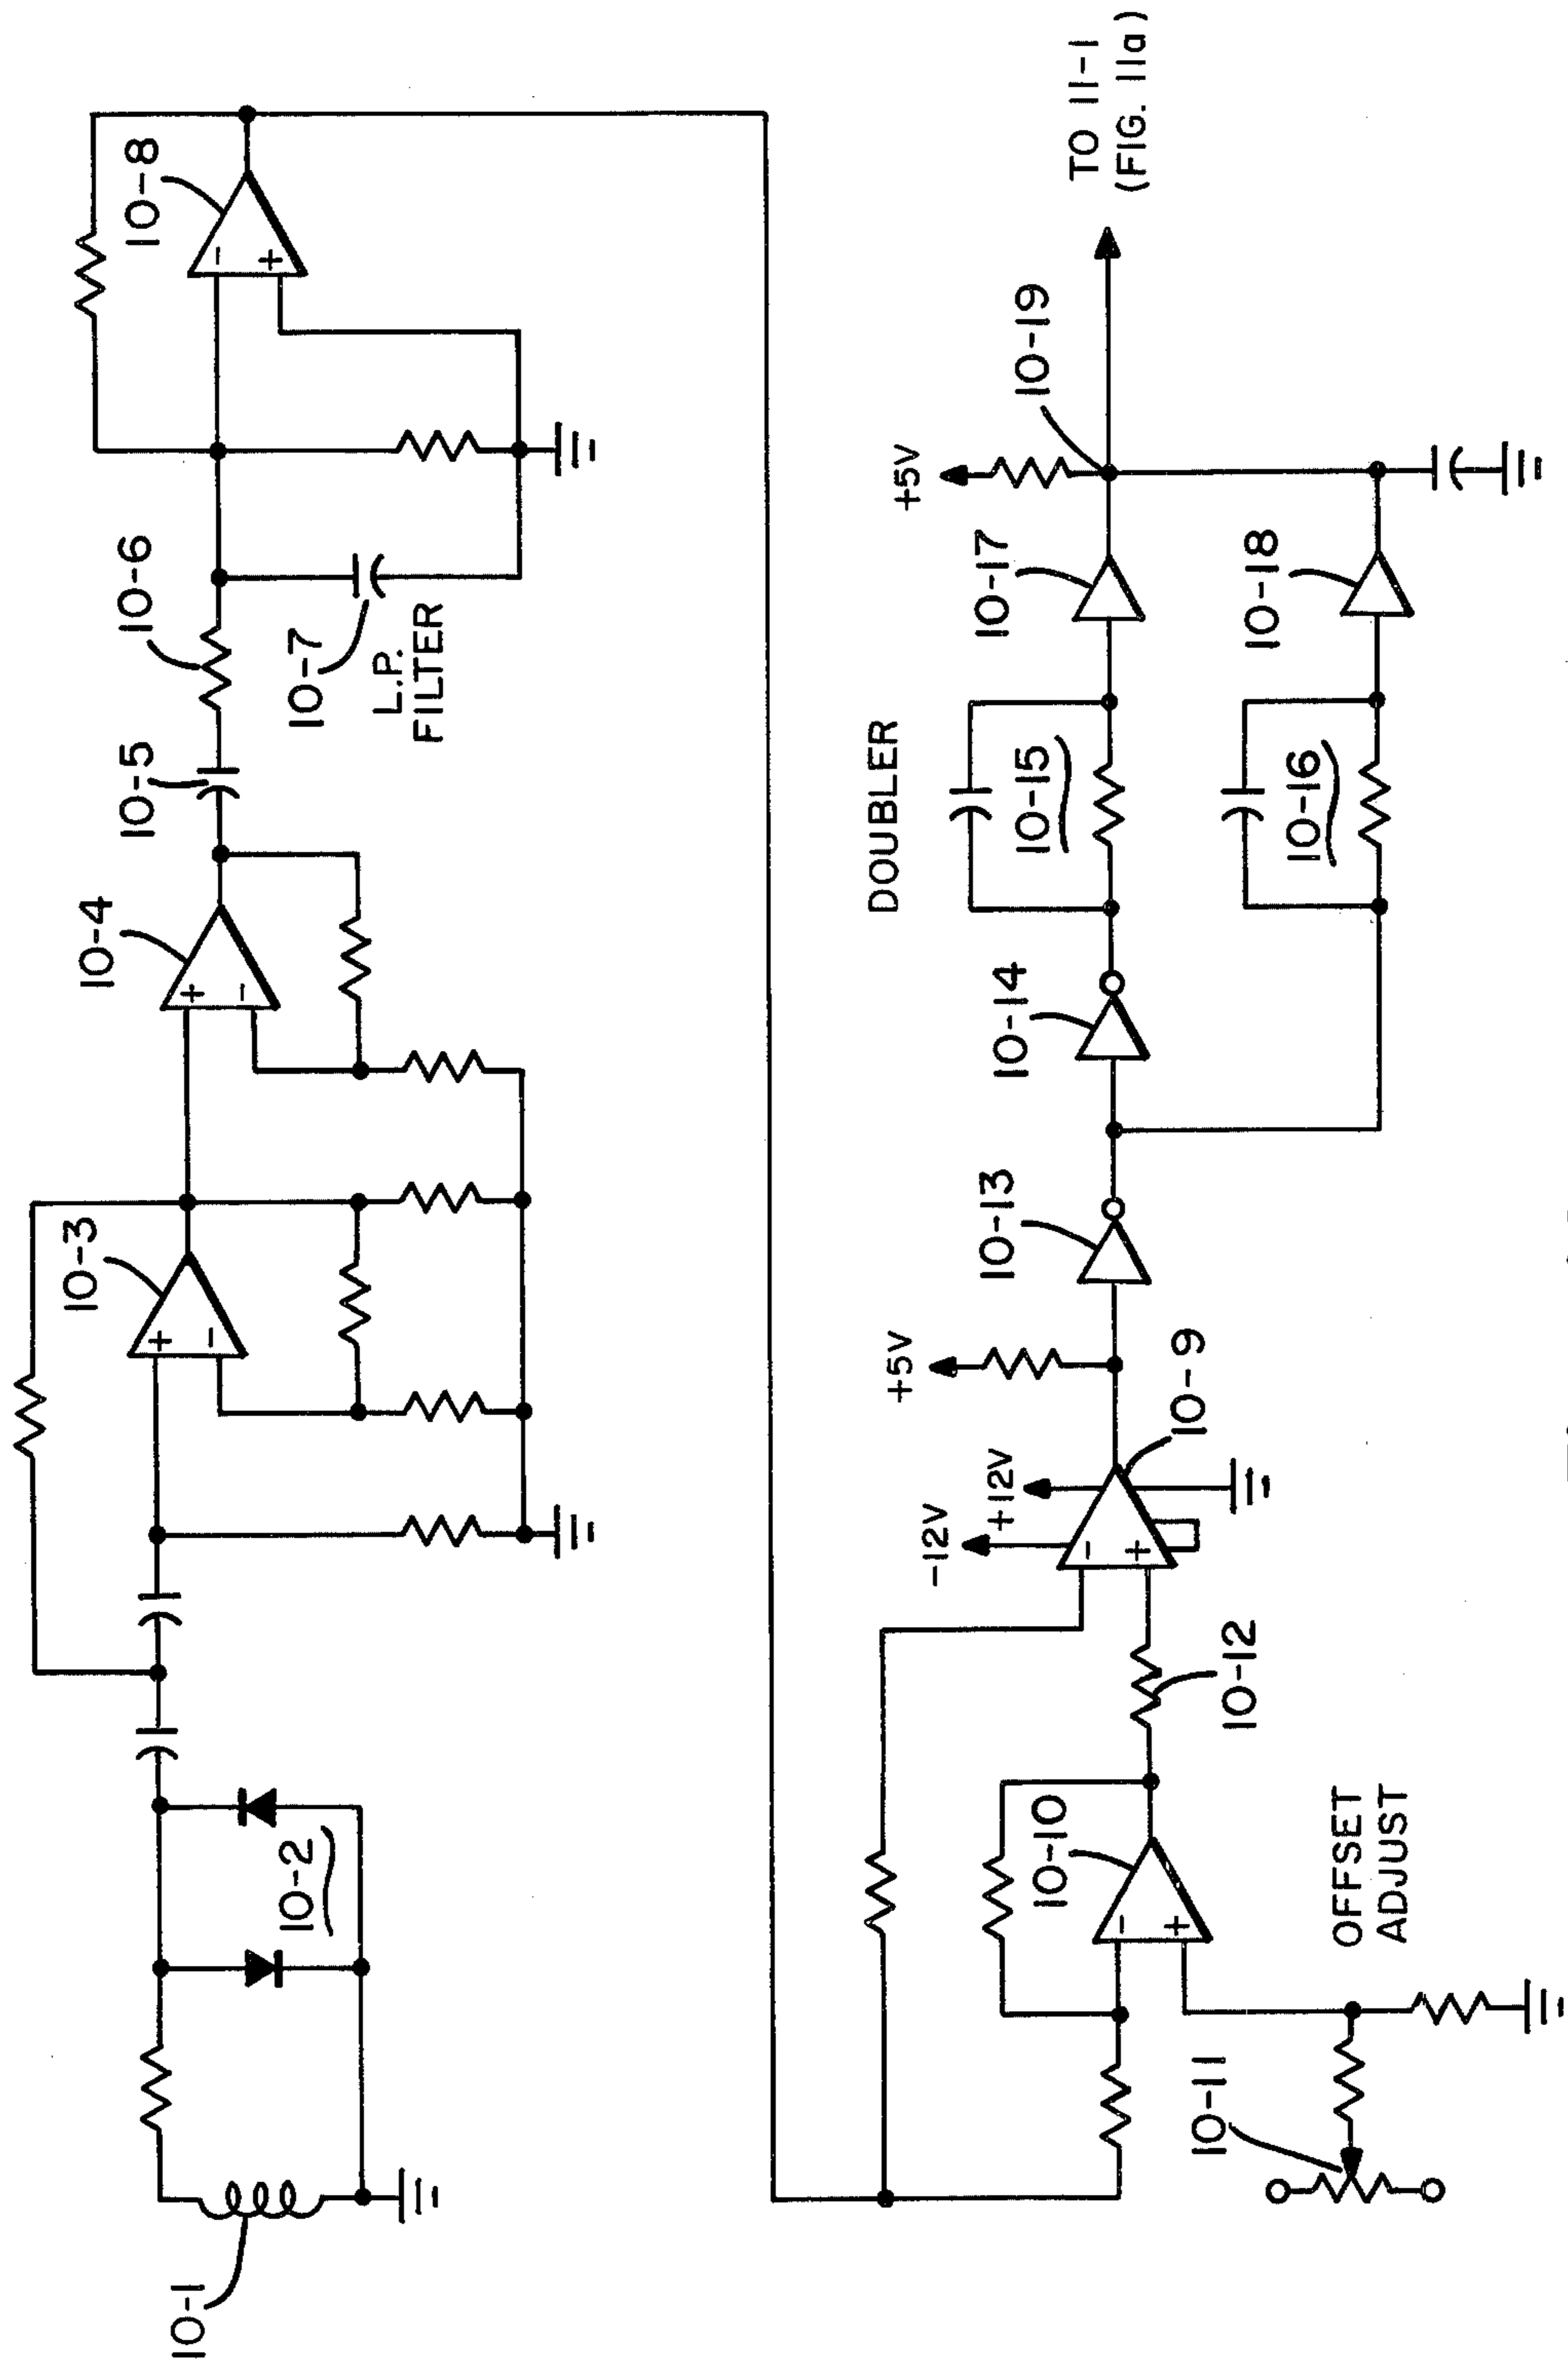 10-1
10-2
10-3
10-4
10-5
10-6
10-7
L.P.
FILTER
10-8
+
-
+
-
-
+
10-11
OFFSET
ADJUST
10-10
-
+
10-12
-12V
+12V
-
+
10-9
+5V
10-13
10-14
DOUBLER
10-15
10-16
10-17
10-18
+5V
10-19
TO 11-1
(FIG. 11a)